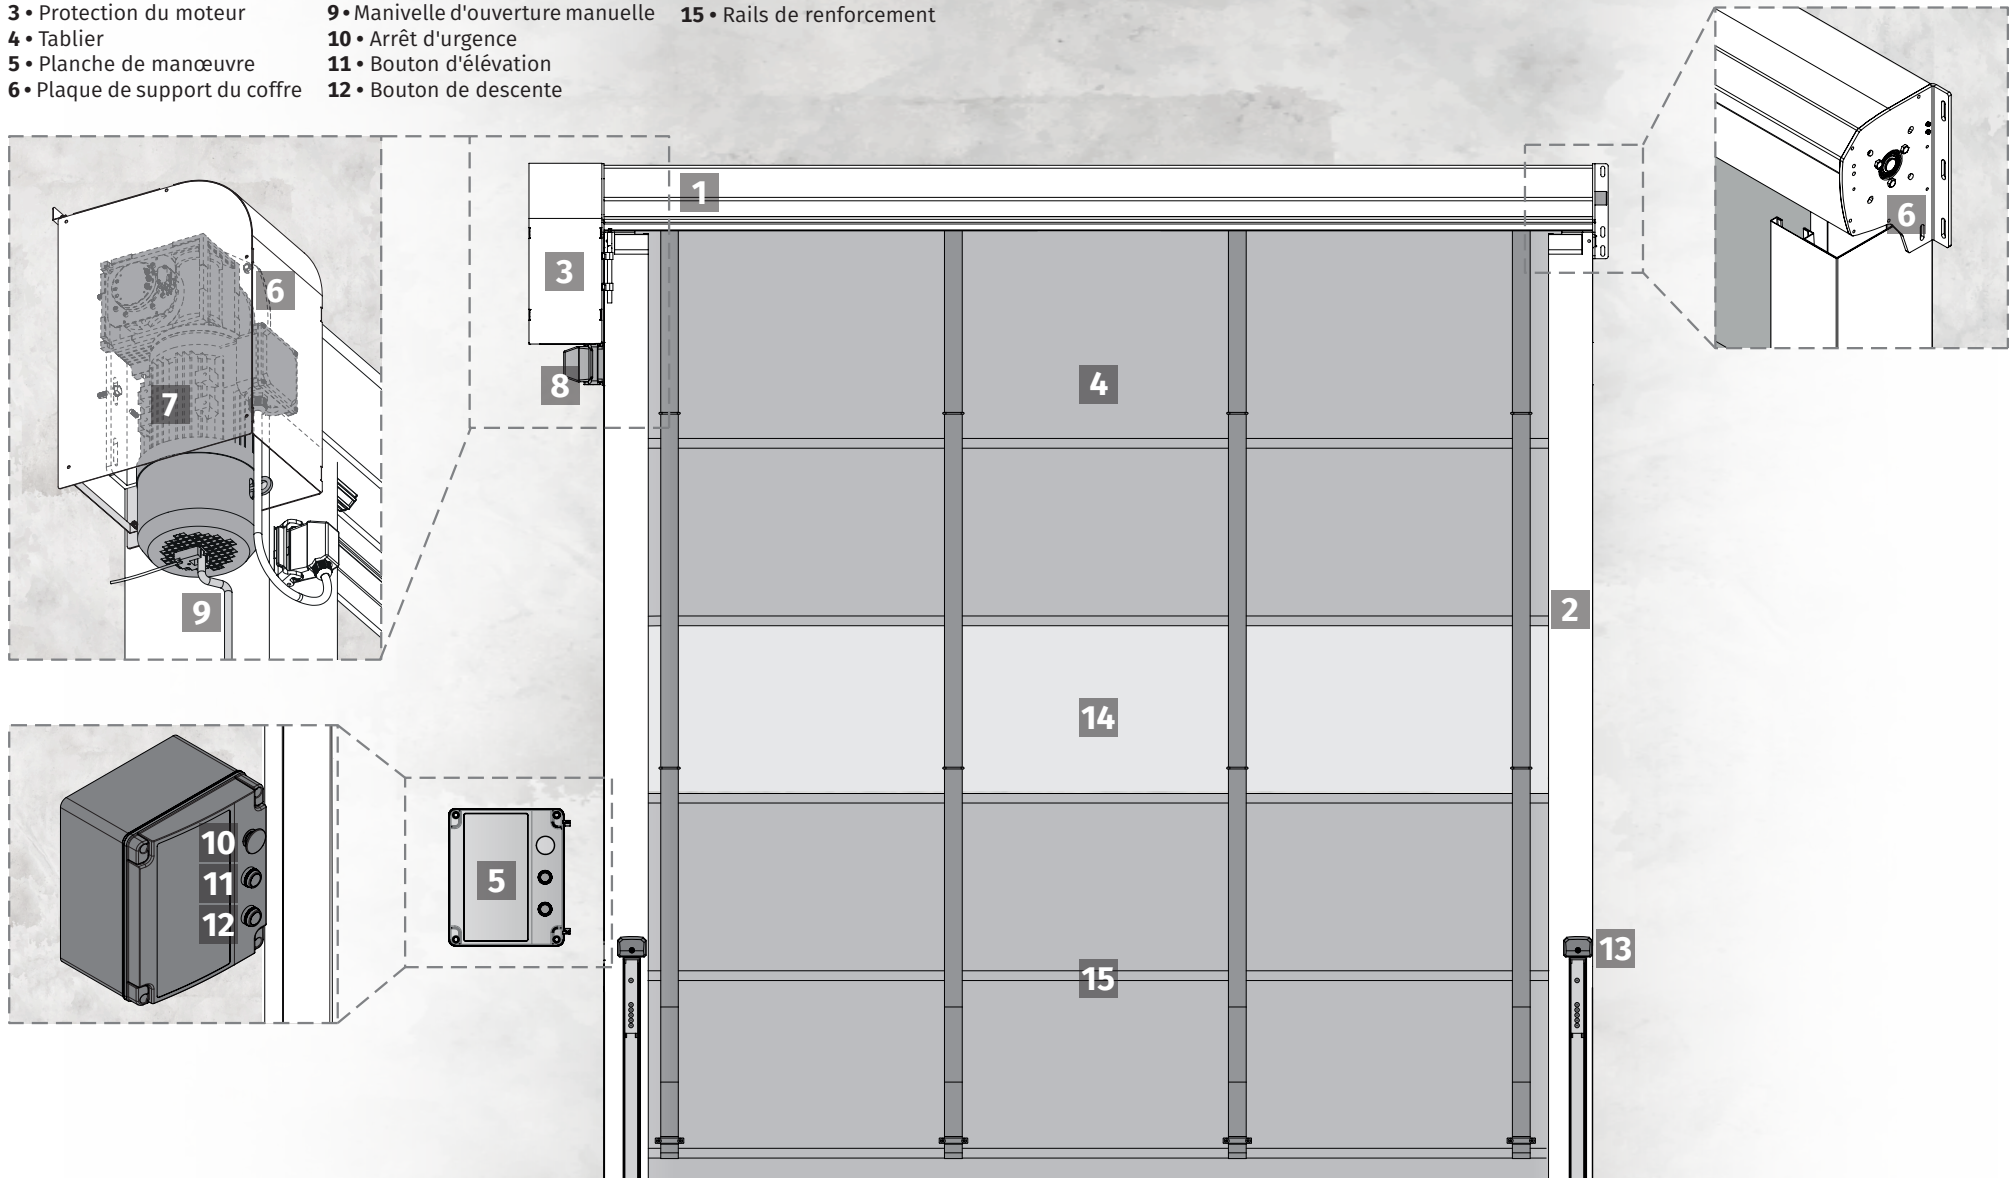 3 • Protection du moteur
4 • Tablier
5 • Planche de manœuvre
6 • Plaque de support du coffre
9 • Manivelle d'ouverture manuelle
10 • Arrêt d'urgence
11 • Bouton d'élévation
12 • Bouton de descente
15 • Rails de renforcement
1
6
3
6
8
4
7
9
2
14
10
11
12
5
13
15